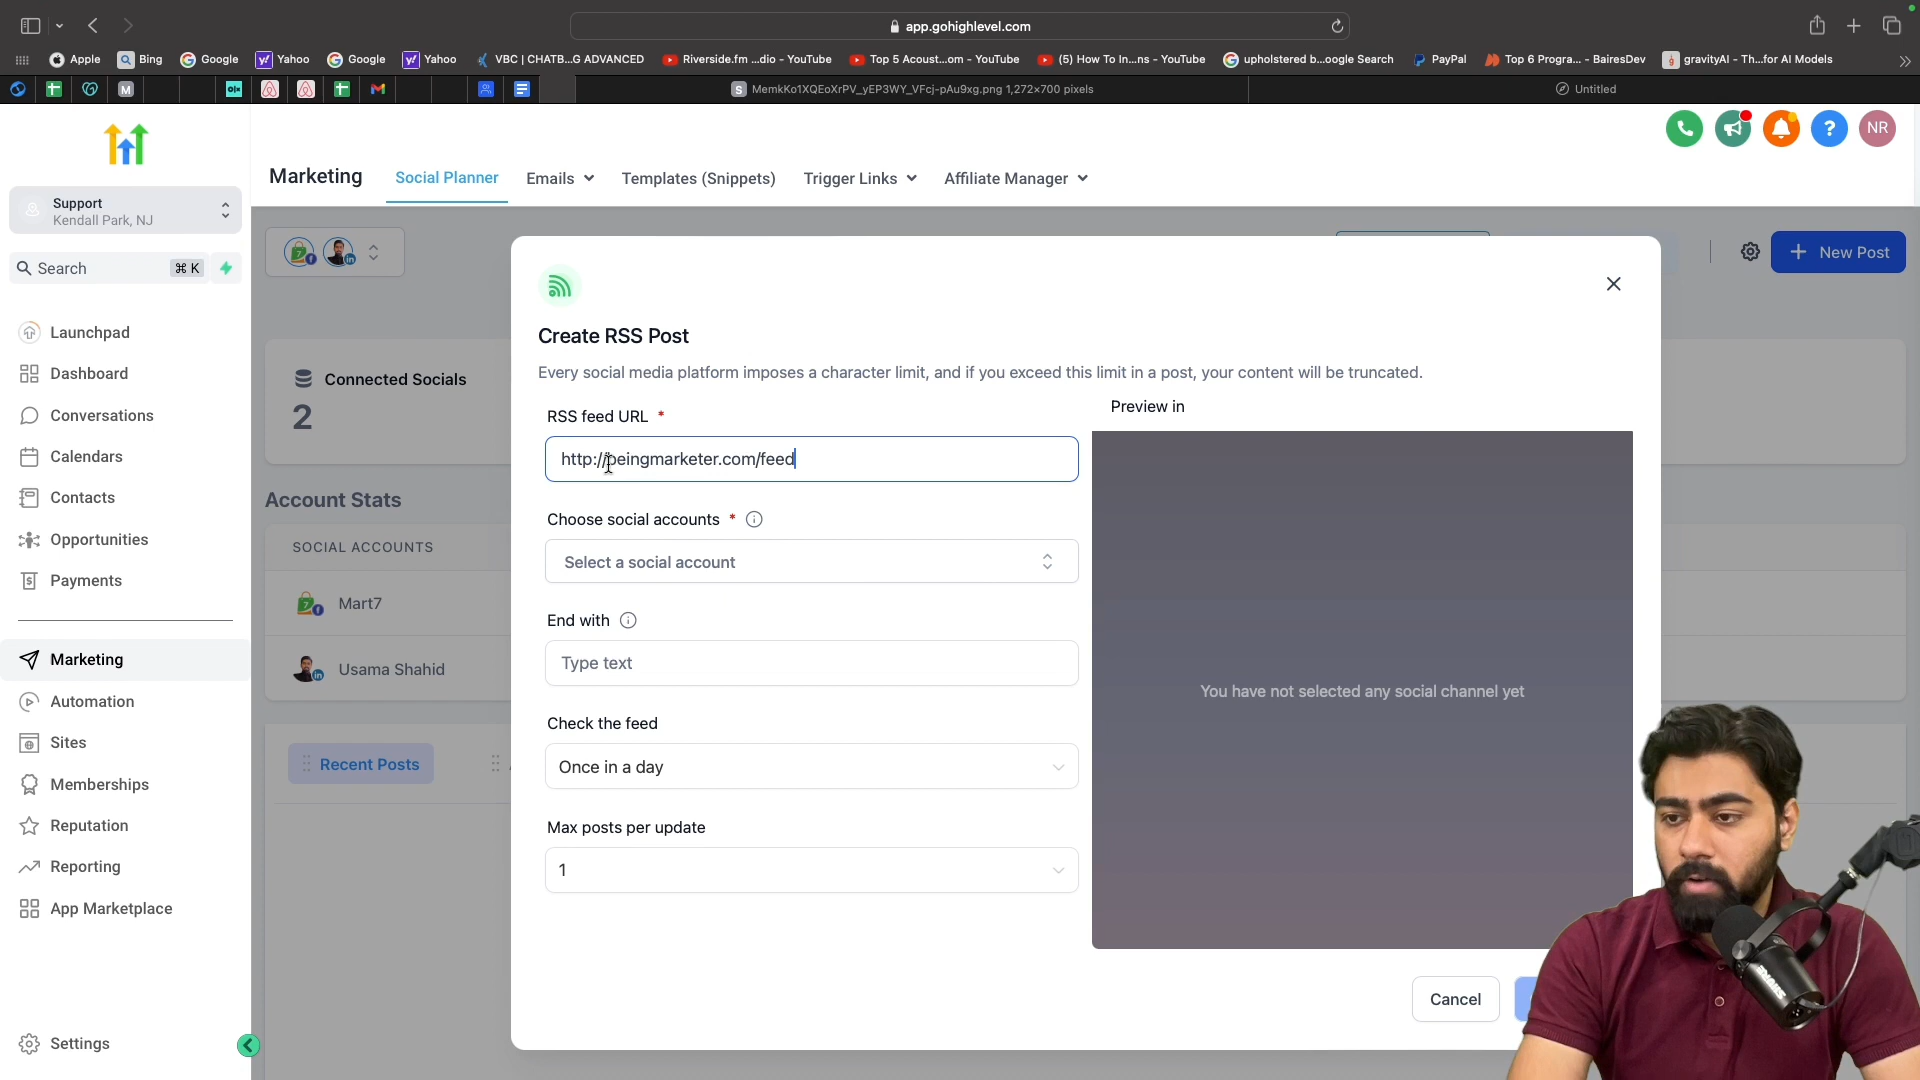 app.gohighlevel.com
Apple
Bing
Google
Yahoo
Google
Yahoo
VBC | CHATB...G ADVANCED
Riverside.fm ...dio - YouTube
Top 5 Acoust...om - YouTube
(5) How To In...ns - YouTube
upholstered b...oogle Search
PayPal
Top 6 Progra... - BairesDev
gravityAI - Th...for AI Models
MemkKo1XQEoXrPV_yEP3WY_VFcj-pAu9xg.png 1,272×700 pixels
Untitled
NR
Marketing
Social Planner
Emails
Templates (Snippets)
Trigger Links
Affiliate Manager
Support
Kendall Park, NJ
Search
⌘ K
Launchpad
Dashboard
Conversations
Calendars
Contacts
Opportunities
Payments
Marketing
Automation
Sites
Memberships
Reputation
Reporting
App Marketplace
Settings
+ New Post
Connected Socials
2
Account Stats
SOCIAL ACCOUNTS
Mart7
Usama Shahid
Recent Posts
Create RSS Post
Every social media platform imposes a character limit, and if you exceed this limit in a post, your content will be truncated.
RSS feed URL *
http://beingmarketer.com/feed
Choose social accounts *
Select a social account
End with
Type text
Check the feed
Once in a day
Max posts per update
1
Preview in
You have not selected any social channel yet
Cancel